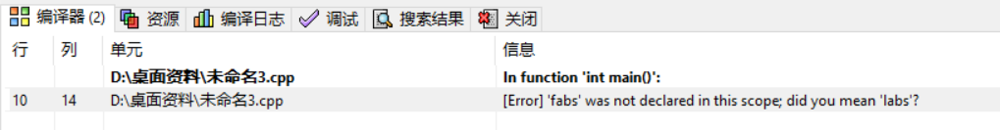 编译器 (2) 资源 编译日志 调试 搜索结果 关闭
行 列 单元 信息
D:\桌面资料\未命名3.cpp In function 'int main()':
10 14 D:\桌面资料\未命名3.cpp [Error] 'fabs' was not declared in this scope; did you mean 'labs'?